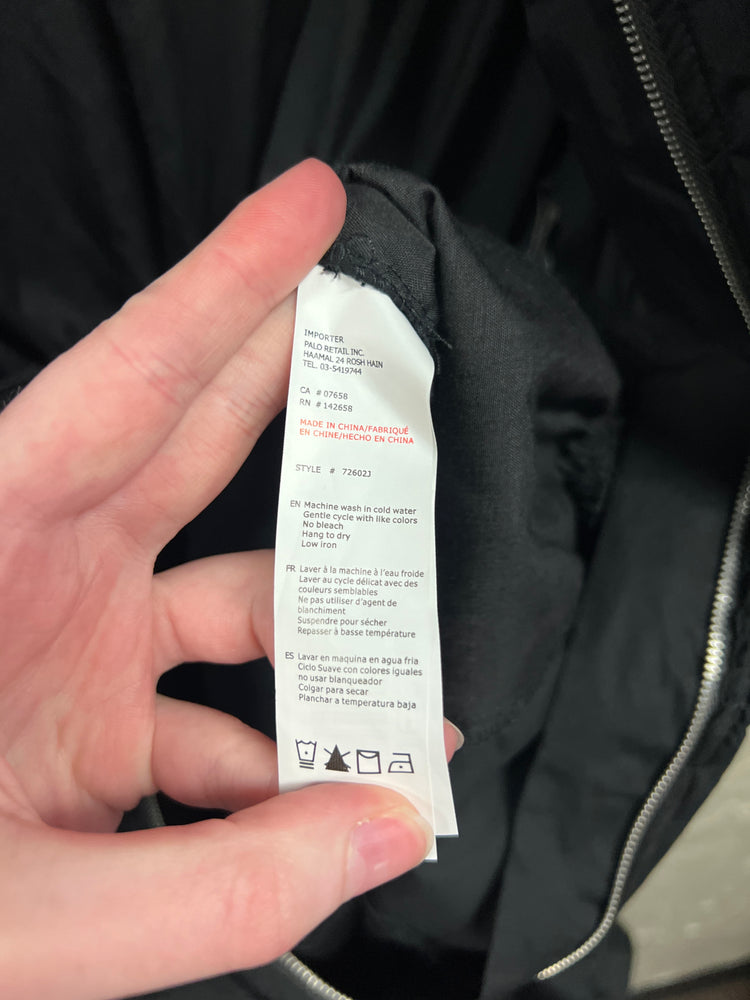 IMPORTER
PALO RETAIL INC.
HAAMAL 24 ROSH HAIN
TEL. 03-5419744
CA # 07658
RN # 142658
MADE IN CHINA/FABRIQUÉ
EN CHINE/HECHO EN CHINA
STYLE # 72602J
EN Machine wash in cold water
Gentle cycle with like colors
No bleach
Hang to dry
Low iron
FR Laver à la machine à l'eau froide
Laver au cycle délicat avec des
couleurs semblables
Ne pas utiliser d'agent de
blanchiment
Suspendre pour sécher
Repasser à basse température
ES Lavar en maquina en agua fria
Ciclo Suave con colores iguales
no usar blanqueador
Colgar para secar
Planchar a temperatura baja